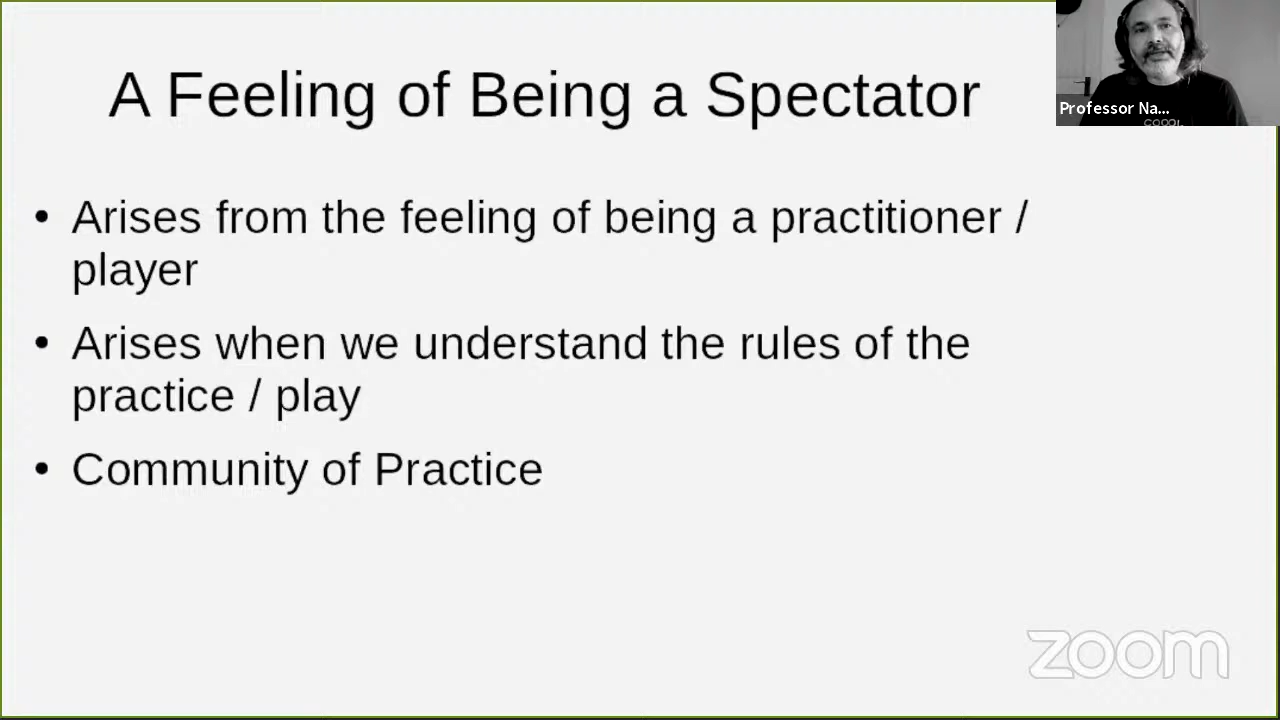 A Feeling of Being a Spectator
Professor Na...
• Arises from the feeling of being a practitioner /
player
• Arises when we understand the rules of the
practice / play
• Community of Practice
zoom